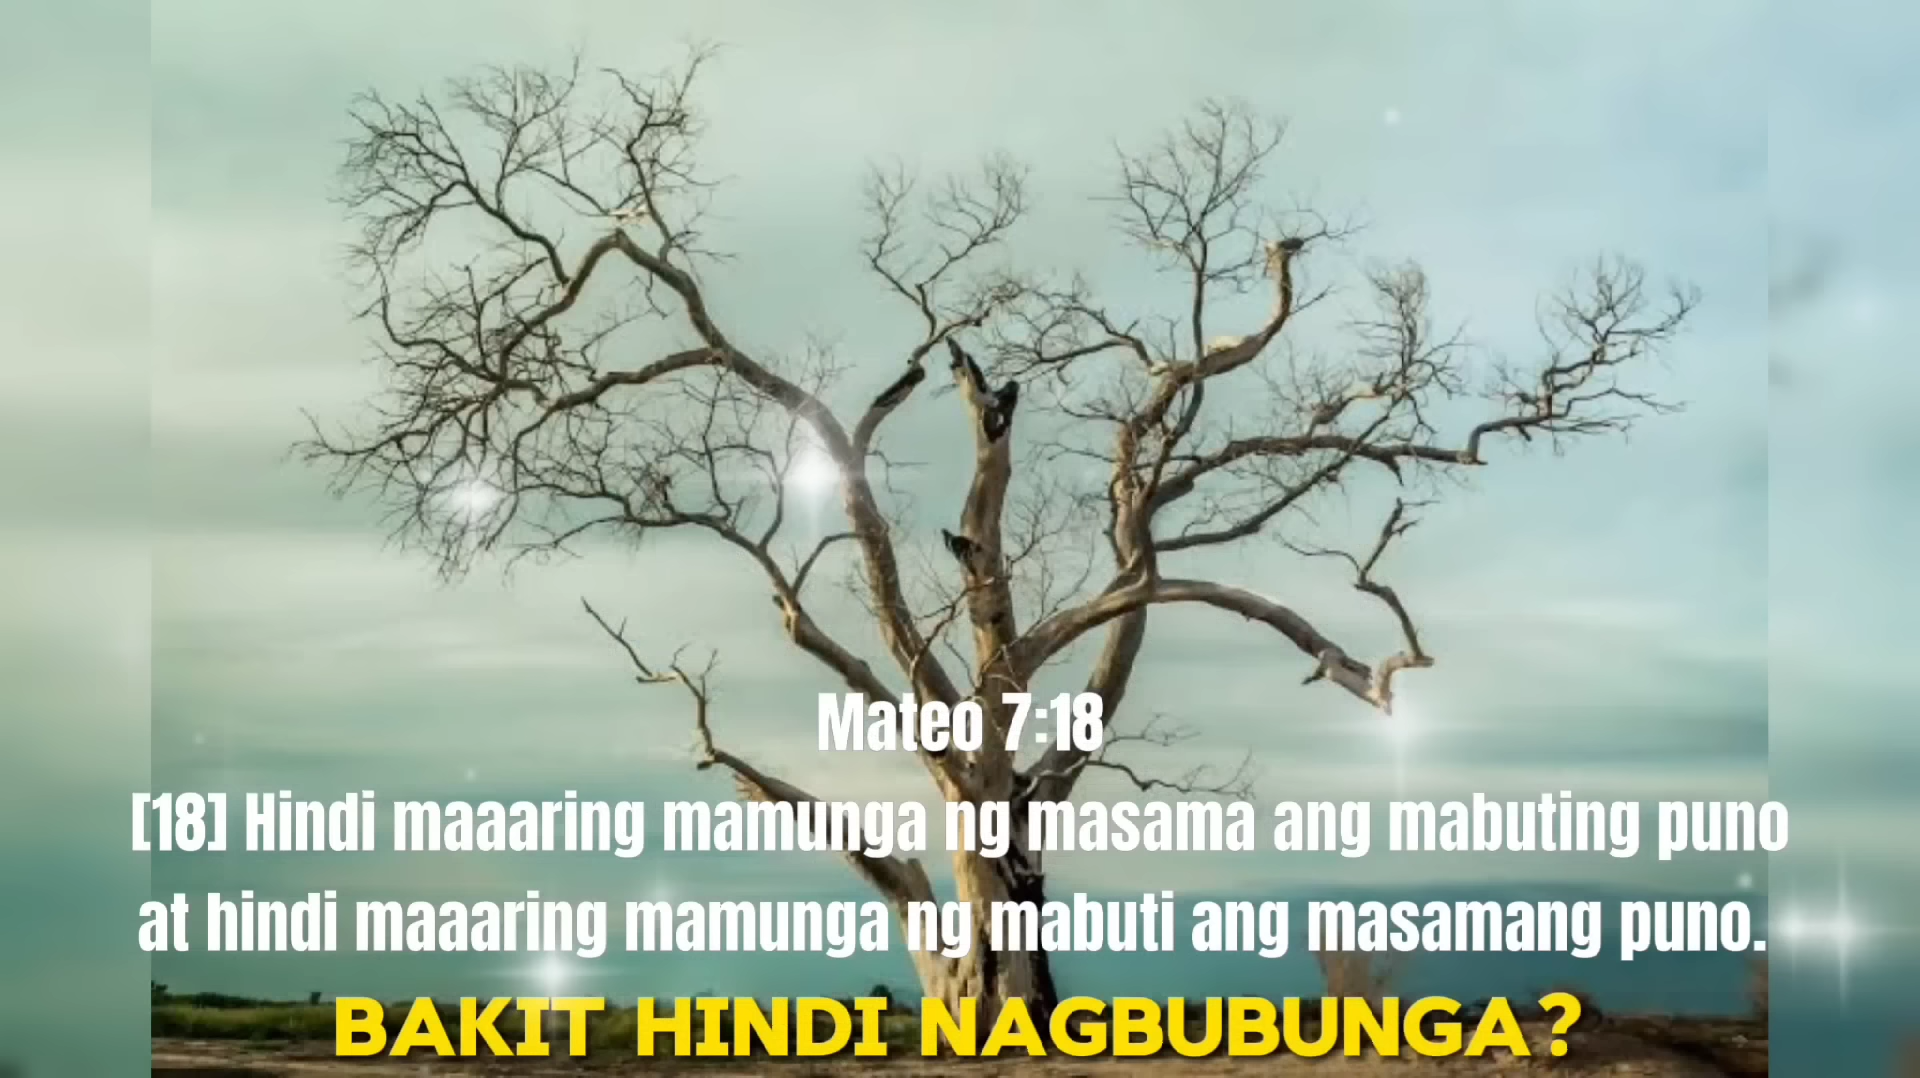 Mateo 7:18
[18] Hindi maaaring mamunga ng masama ang mabuting puno
at hindi maaaring mamunga ng mabuti ang masamang puno.
BAKIT HINDI NAGBUBUNGA?